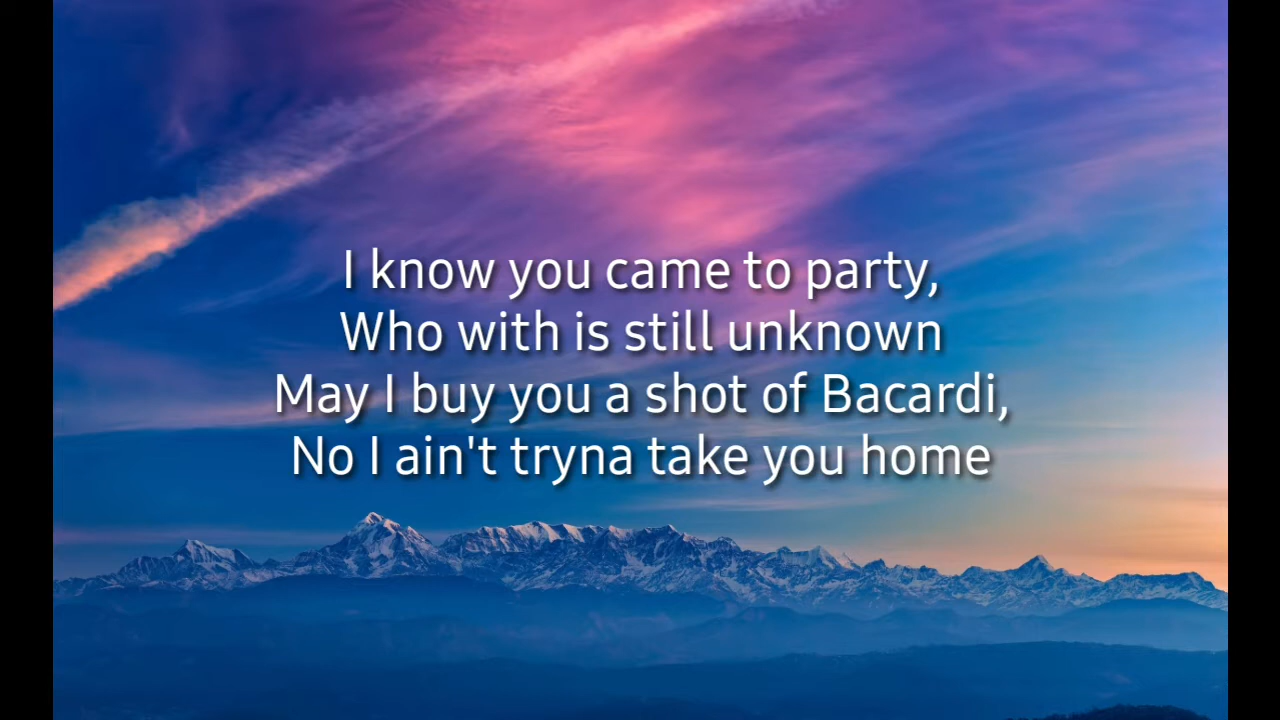 I know you came to party,
Who with is still unknown
May I buy you a shot of Bacardi,
No I ain't tryna take you home